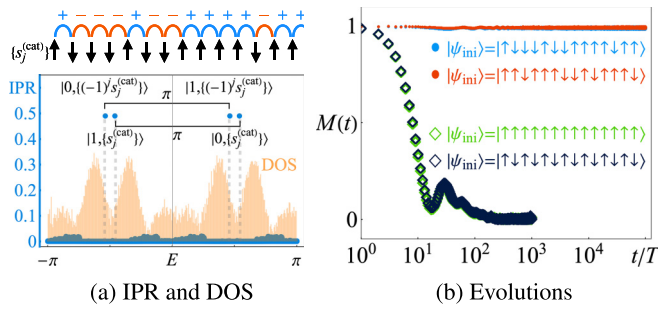 {s_j^(cat)}
IPR
|0,{(-1)^j s_j^(cat)}⟩ |1,{(-1)^j s_j^(cat)}⟩
π
0.5
π
0.4
|1,{s_j^(cat)}⟩ |0,{s_j^(cat)}⟩
0.3
DOS
0.2
0.1
0
-π E π
(a) IPR and DOS
1
|ψ_ini⟩=|↑↓↓↓↑↓↓↑↑↑↑↓↑↑⟩
|ψ_ini⟩=|↑↑↓↑↑↑↓↓↑↓↑↑↑↓⟩
M(t)
|ψ_ini⟩=|↑↑↑↑↑↑↑↑↑↑↑↑↑↑⟩
|ψ_ini⟩=|↑↓↑↓↑↓↑↓↑↓↑↓↑↓⟩
0
10^0 10^1 10^2 10^3 10^4 t/T
(b) Evolutions